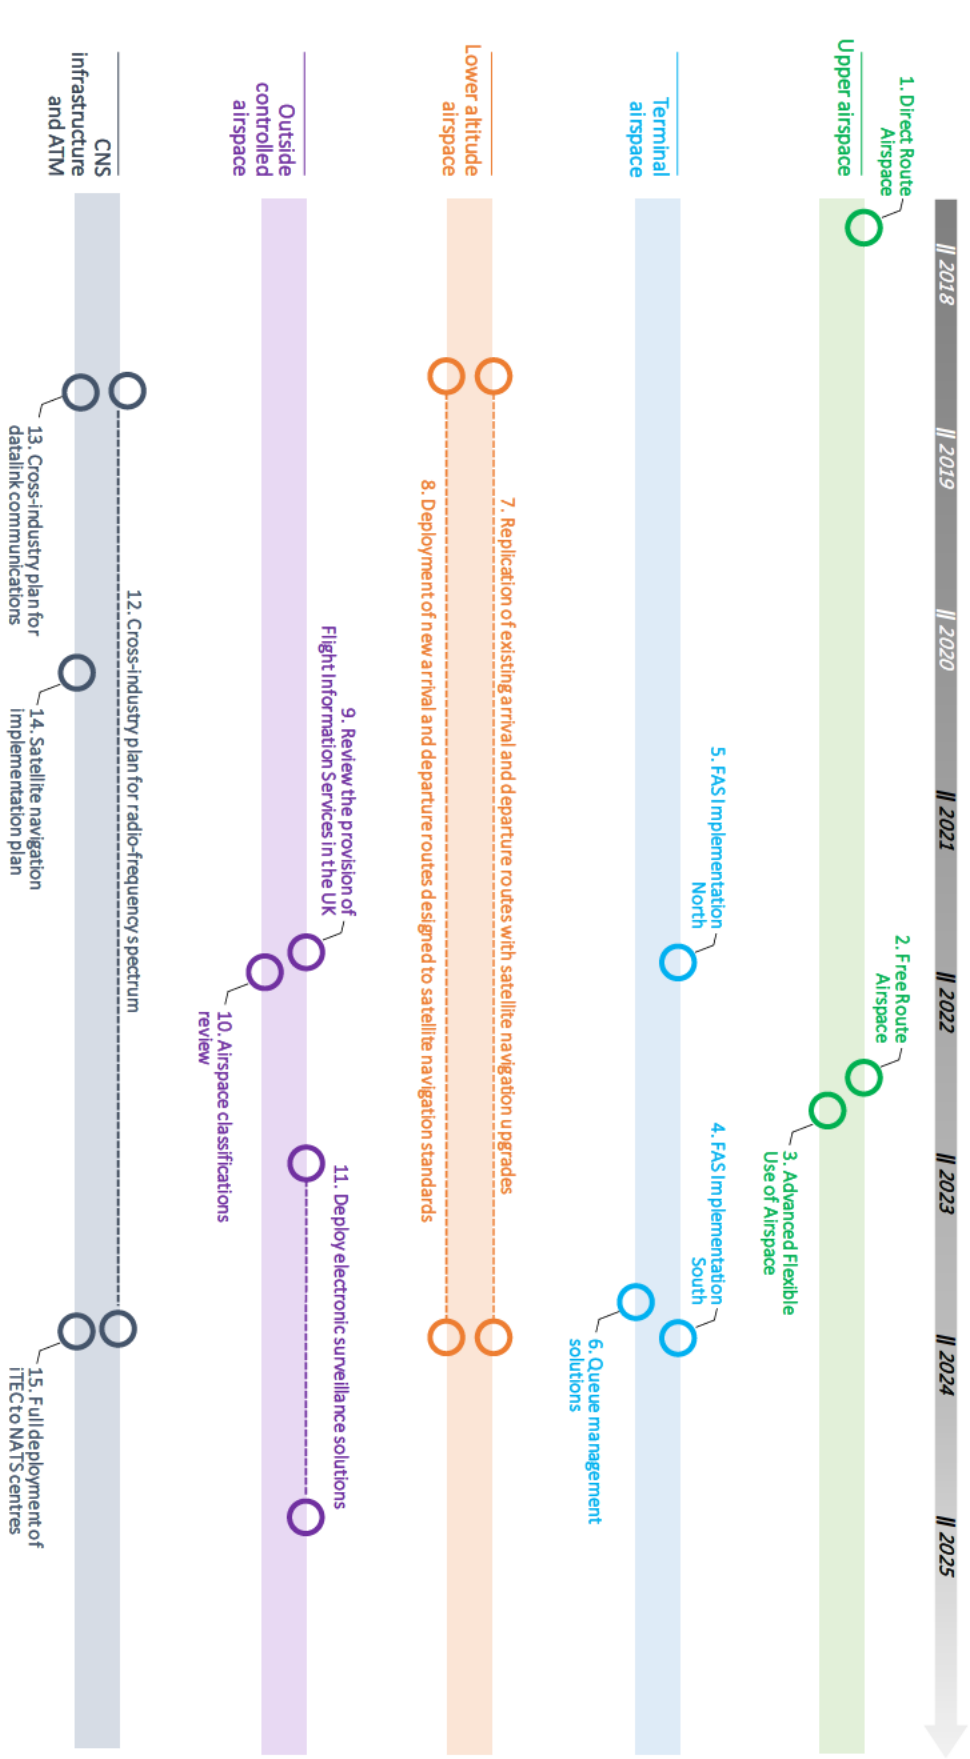 || 2018
|| 2019
|| 2020
|| 2021
|| 2022
|| 2023
|| 2024
|| 2025
1. Direct Route
Airspace
2. Free Route
Airspace
Upper airspace
3. Advanced Flexible
Use of Airspace
5. FAS Implementation
North
4. FAS Implementation
South
Terminal
airspace
6. Queue management
solutions
7. Replication of existing arrival and departure routes with satellite navigation upgrades
Lower altitude
airspace
8. Deployment of new arrival and departure routes designed to satellite navigation standards
9. Review the provision of
Flight Information Services in the UK
11. Deploy electronic surveillance solutions
Outside
controlled
airspace
10. Airspace classifications
review
12. Cross-industry plan for radio-frequency spectrum
CNS
infrastructure
and ATM
13. Cross-industry plan for
datalink communications
14. Satellite navigation
implementation plan
15. Full deployment of
iTEC to NATS centres